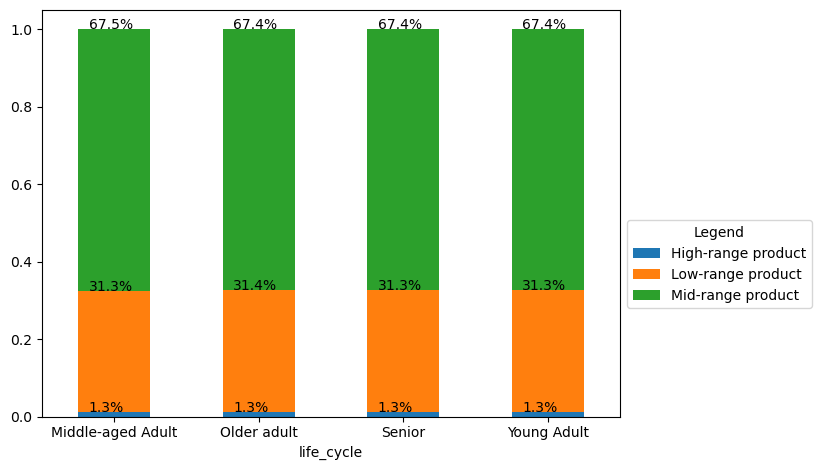 67.5% 67.4% 67.4% 67.4%
1.0
0.8
0.6
0.4
31.3% 31.4% 31.3% 31.3%
0.2
1.3% 1.3% 1.3% 1.3%
0.0
Middle-aged Adult Older adult Senior Young Adult
life_cycle
Legend
High-range product
Low-range product
Mid-range product